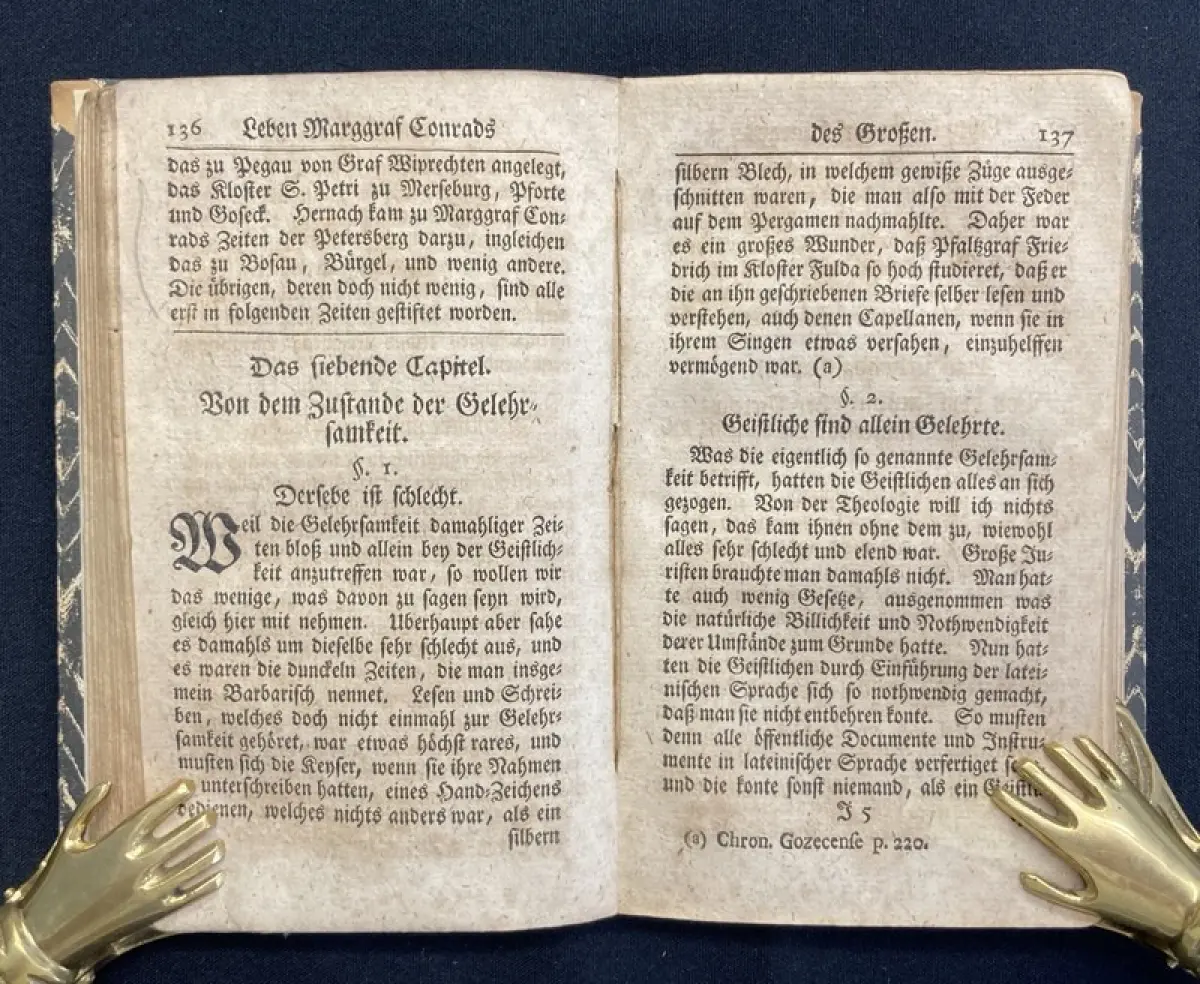 136 Leben Marggraf Conrads
das zu Pegau von Graf Wiprechten angelegt,
das Kloster S. Petri zu Merseburg, Pforte
und Goseck. Hernach kam zu Marggraf Con-
rads Zeiten der Petersberg darzu, ingleichen
das zu Bosau, Bürgel, und wenig andere.
Die übrigen, deren doch nicht wenig, sind alle
erst in folgenden Zeiten gestiftet worden.
Das siebende Capitel.
Von dem Zustande der Gelehr-
samkeit.
§. 1.
Dersebe ist schlecht.
Weil die Gelehrsamkeit damahliger Zei-
ten bloß und allein bey der Geistlich-
keit anzutreffen war, so wollen wir
das wenige, was davon zu sagen seyn wird,
gleich hier mit nehmen. Uberhaupt aber sahe
es damahls um dieselbe sehr schlecht aus, und
es waren die dunckeln Zeiten, die man insge-
mein Barbarisch nennet. Lesen und Schrei-
ben, welches doch nicht einmahl zur Gelehr-
samkeit gehöret, war etwas höchst rares, und
musten sich die Keyser, wenn sie ihre Nahmen
unterschreiben hatten, eines Hand-Zeichens
bedienen, welches nichts anders war, als ein
silbern
des Großen. 137
silbern Blech, in welchem gewiße Züge ausge-
schnitten waren, die man also mit der Feder
auf dem Pergamen nachmahlte. Daher war
es ein großes Wunder, daß Pfaltzgraf Frie-
drich im Kloster Fulda so hoch studieret, daß er
die an ihn geschriebenen Briefe selber lesen und
verstehen, auch denen Capellanen, wenn sie in
ihrem Singen etwas versahen, einzuhelffen
vermögend war. (a)
§. 2.
Geistliche sind allein Gelehrte.
Was die eigentlich so genannte Gelehrsam-
keit betrifft, hatten die Geistlichen alles an sich
gezogen. Von der Theologie will ich nichts
sagen, das kam ihnen ohne dem zu, wiewohl
alles sehr schlecht und elend war. Große Ju-
risten brauchte man damahls nicht. Man hat-
te auch wenig Gesetze, ausgenommen was
die natürliche Billichkeit und Nothwendigkeit
derer Umstände zum Grunde hatte. Nun hat-
ten die Geistlichen durch Einführung der latei-
nischen Sprache sich so nothwendig gemacht,
daß man sie nicht entbehren konte. So musten
denn alle öffentliche Documente und Instru-
mente in lateinischer Sprache verfertiget
und die konte sonst niemand, als ein
J 5
(a) Chron. Gozecense p. 220.